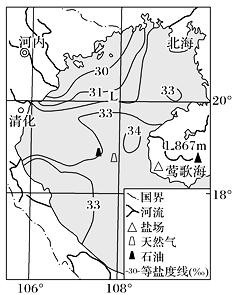 河内
北海
30
31
L
33
20°
清化
33
34
1 867m
莺歌海
18°
33
国界
河流
盐场
天然气
石油
-30- 等盐度线(‰)
106°
108°